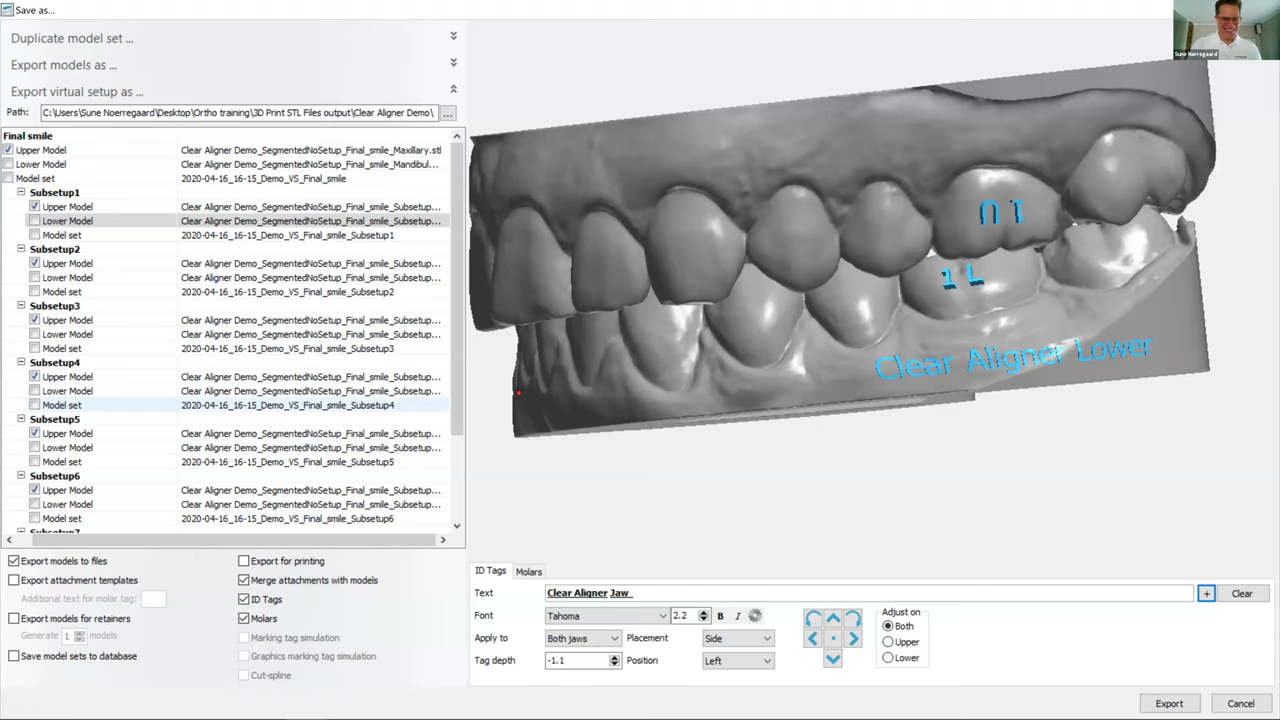 Save as...
Sune Nørregaard
Duplicate model set ...
Export models as ...
Export virtual setup as ...
Path: C:\Users\Sune Noerregaard\Desktop\Ortho training\3D Print STL Files output\Clear Aligner Demo\ ...
Final smile
Upper Model Clear Aligner Demo_SegmentedNoSetup_Final_smile_Maxillary.stl
Lower Model Clear Aligner Demo_SegmentedNoSetup_Final_smile_Mandibul...
Model set 2020-04-16_16-15_Demo_VS_Final_smile
Subsetup1
Upper Model Clear Aligner Demo_SegmentedNoSetup_Final_smile_Subsetup...
Lower Model Clear Aligner Demo_SegmentedNoSetup_Final_smile_Subsetup...
Model set 2020-04-16_16-15_Demo_VS_Final_smile_Subsetup1
Subsetup2
Upper Model Clear Aligner Demo_SegmentedNoSetup_Final_smile_Subsetup...
Lower Model Clear Aligner Demo_SegmentedNoSetup_Final_smile_Subsetup...
Model set 2020-04-16_16-15_Demo_VS_Final_smile_Subsetup2
Subsetup3
Upper Model Clear Aligner Demo_SegmentedNoSetup_Final_smile_Subsetup...
Lower Model Clear Aligner Demo_SegmentedNoSetup_Final_smile_Subsetup...
Model set 2020-04-16_16-15_Demo_VS_Final_smile_Subsetup3
Subsetup4
Upper Model Clear Aligner Demo_SegmentedNoSetup_Final_smile_Subsetup...
Lower Model Clear Aligner Demo_SegmentedNoSetup_Final_smile_Subsetup...
Model set 2020-04-16_16-15_Demo_VS_Final_smile_Subsetup4
Subsetup5
Upper Model Clear Aligner Demo_SegmentedNoSetup_Final_smile_Subsetup...
Lower Model Clear Aligner Demo_SegmentedNoSetup_Final_smile_Subsetup...
Model set 2020-04-16_16-15_Demo_VS_Final_smile_Subsetup5
Subsetup6
Upper Model Clear Aligner Demo_SegmentedNoSetup_Final_smile_Subsetup...
Lower Model Clear Aligner Demo_SegmentedNoSetup_Final_smile_Subsetup...
Model set 2020-04-16_16-15_Demo_VS_Final_smile_Subsetup6
Subsetup7
1 U
1 L
Clear Aligner Lower
Export models to files
Export attachment templates
Additional text for molar tag:
Export models for retainers
Generate 1 models
Save model sets to database
Export for printing
Merge attachments with models
ID Tags
Molars
Marking tag simulation
Graphics marking tag simulation
Cut-spline
ID Tags Molars
Text Clear Aligner Jaw + Clear
Font Tahoma 2.2 B I
Apply to Both jaws Placement Side
Tag depth -1.1 Position Left
Adjust on
Both
Upper
Lower
Export Cancel